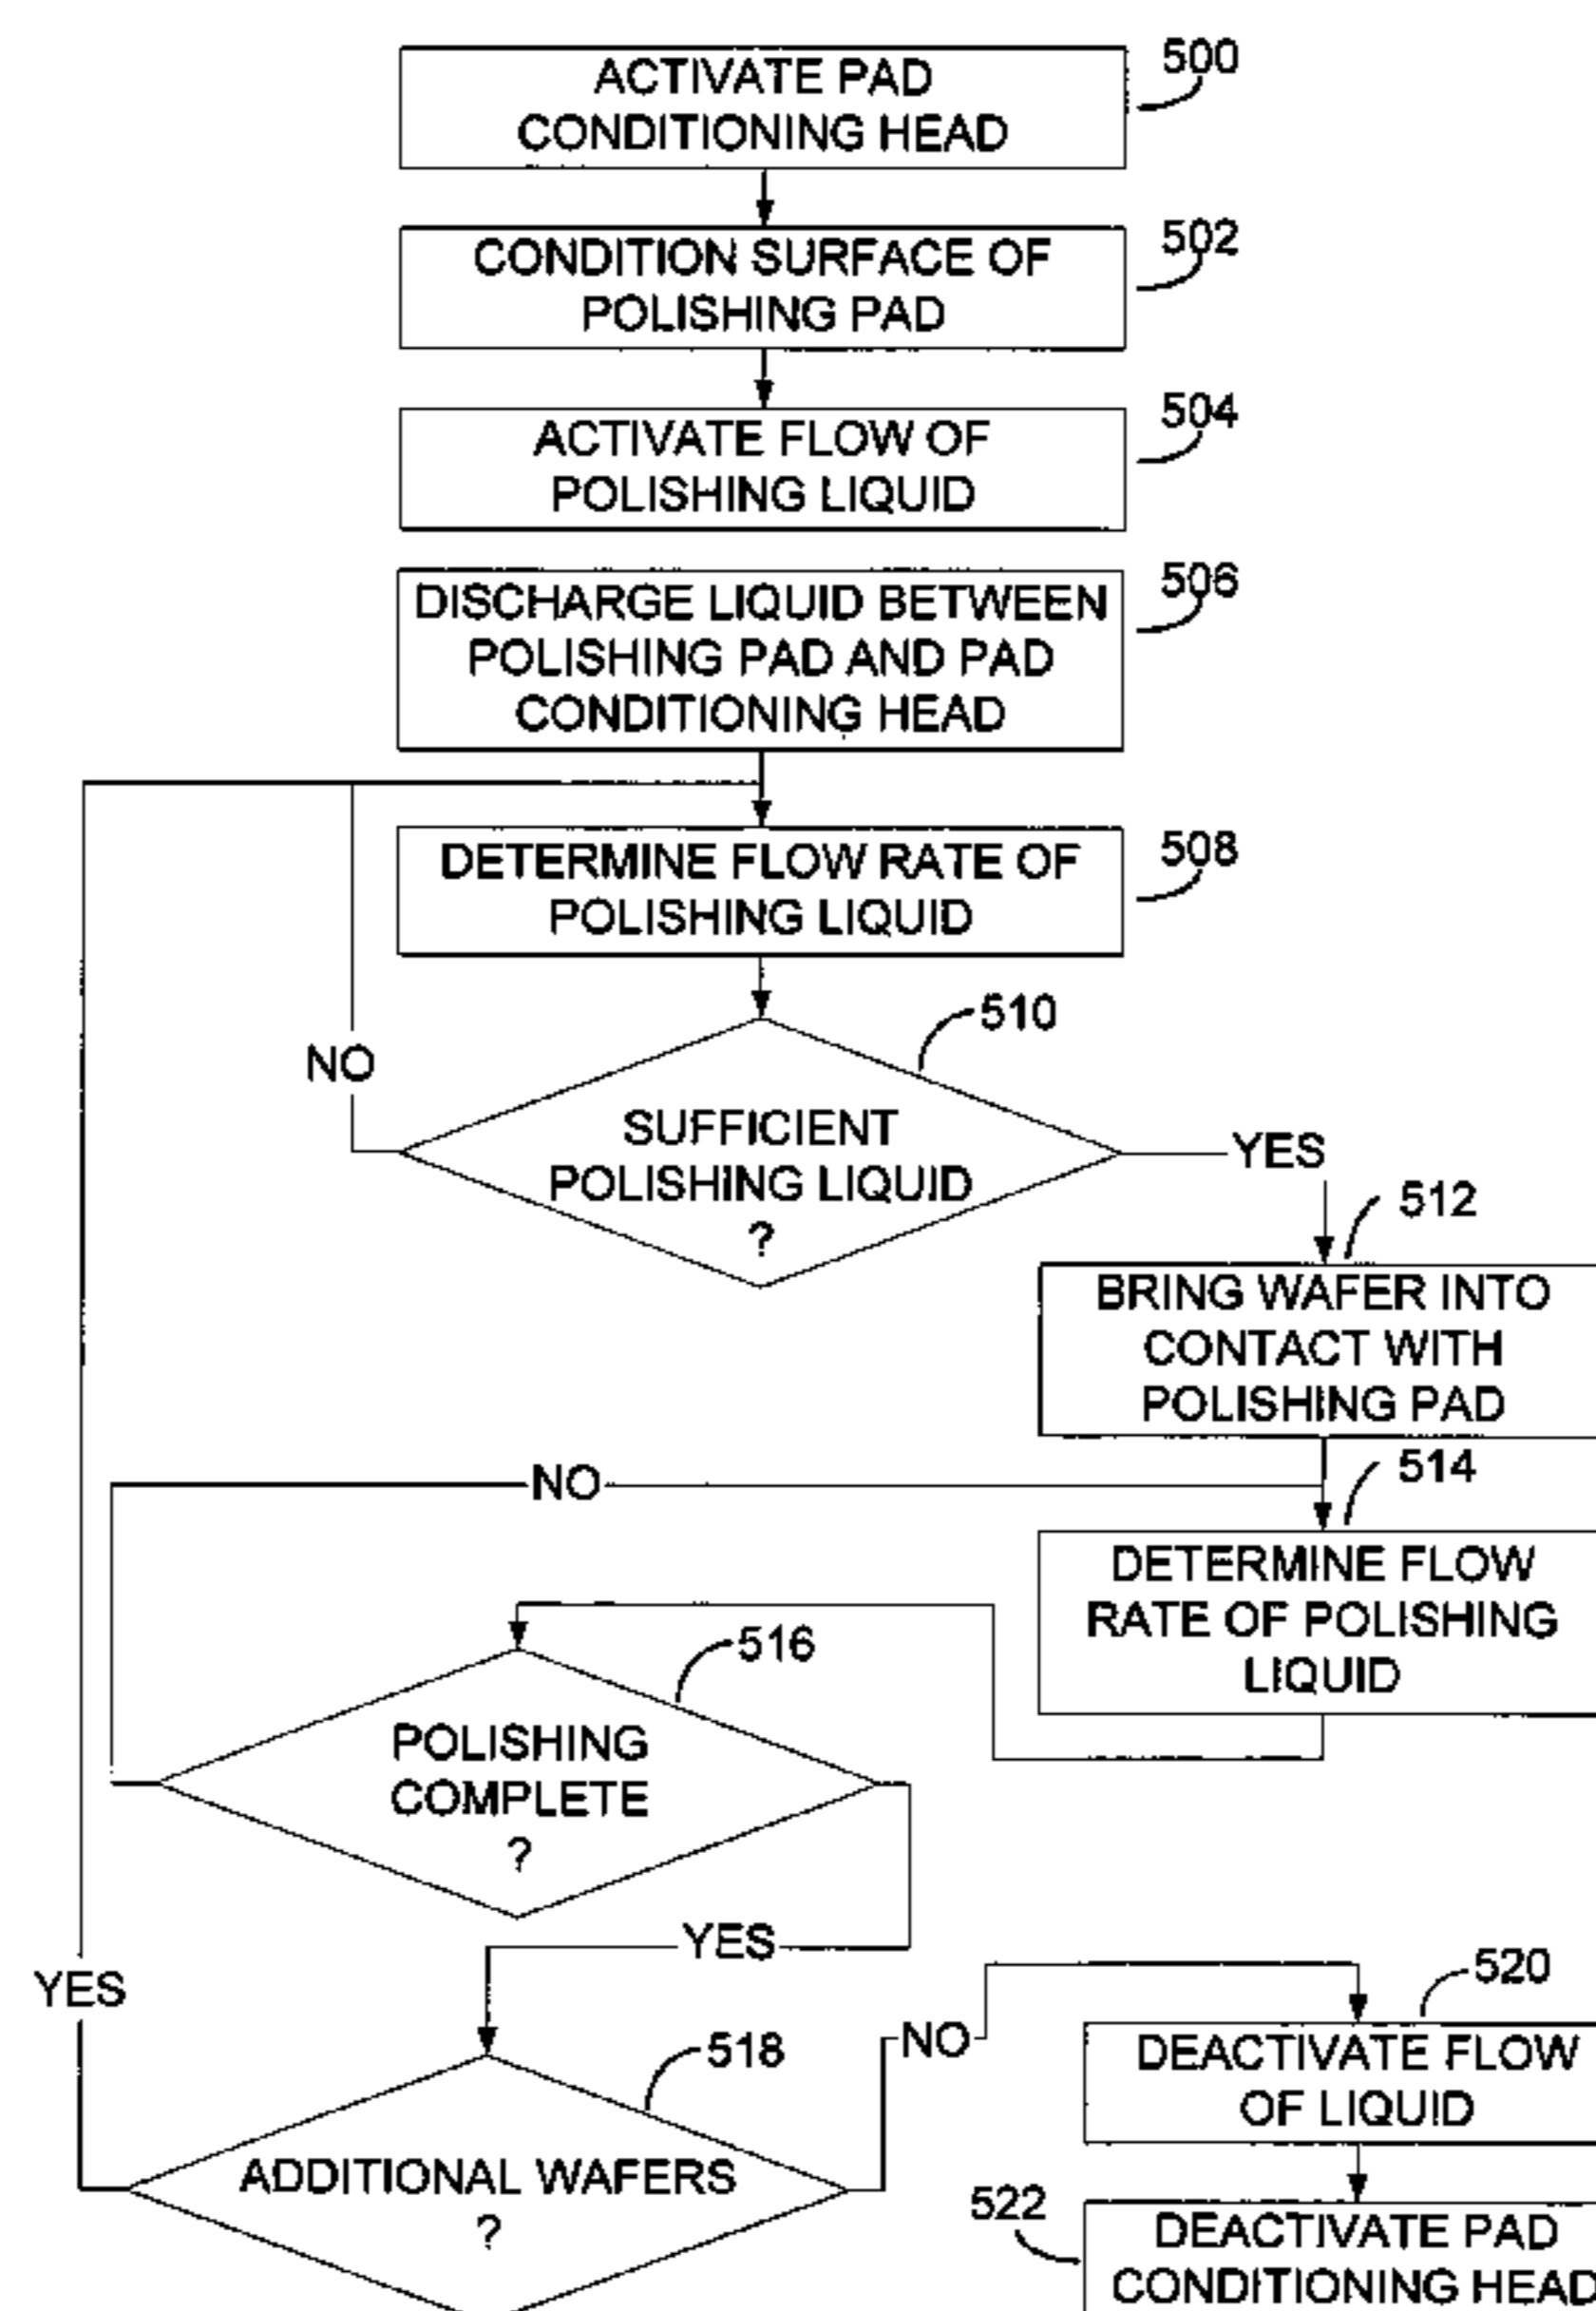 ACTIVATE PAD
CONDITIONING HEAD
500
CONDITION SURFACE OF
POLISHING PAD
502
ACTIVATE FLOW OF
POLISHING LIQUID
504
DISCHARGE LIQUID BETWEEN
POLISHING PAD AND PAD
CONDITIONING HEAD
506
DETERMINE FLOW RATE OF
POLISHING LIQUID
508
510
NO
SUFFICIENT
POLISHING LIQUID
?
YES
512
BRING WAFER INTO
CONTACT WITH
POLISHING PAD
NO
514
DETERMINE FLOW
RATE OF POLISHING
LIQUID
516
POLISHING
COMPLETE
?
YES
YES
518
ADDITIONAL WAFERS
?
NO
520
DEACTIVATE FLOW
OF LIQUID
522
DEACTIVATE PAD
CONDITIONING HEAD